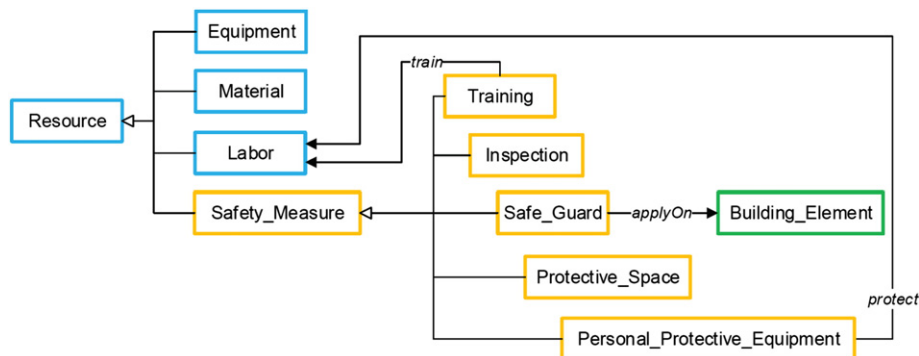 Equipment
train
Material
Training
Resource
Labor
Inspection
Safety_Measure
Safe_Guard
applyOn
Building_Element
Protective_Space
protect
Personal_Protective_Equipment